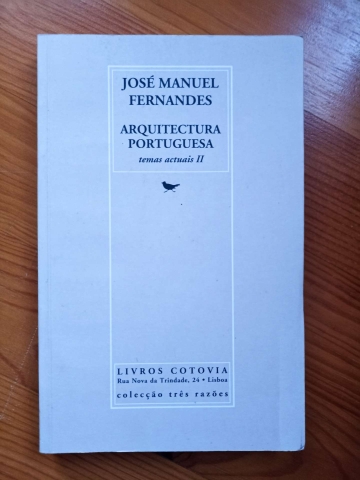 JOSÉ MANUEL
FERNANDES
ARQUITECTURA
PORTUGUESA
temas actuais II
LIVROS COTOVIA
Rua Nova da Trindade, 24 • Lisboa
colecção três razões